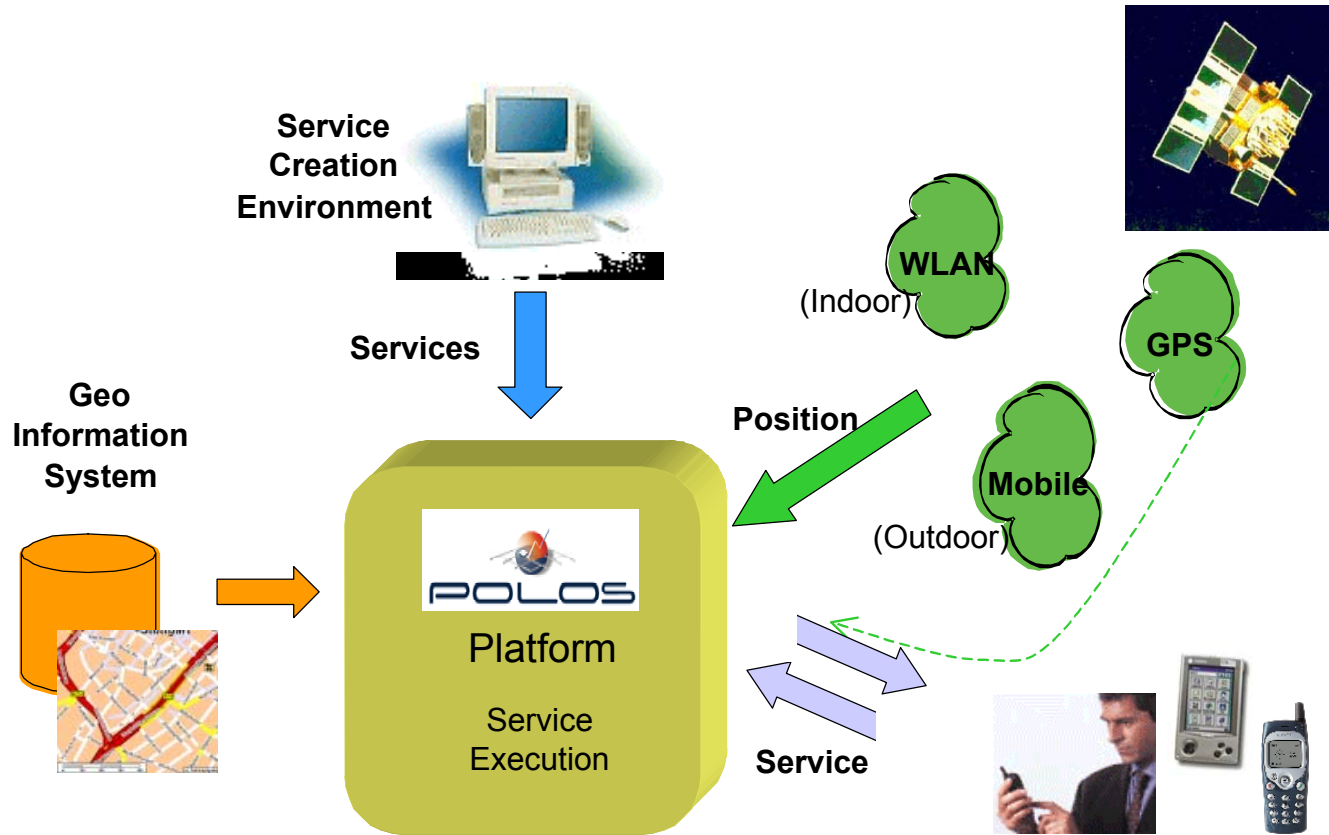 Service
Creation
Environment
WLAN
(Indoor)
GPS
Services
Geo
Information
System
Position
Mobile
(Outdoor)
POLOS
Platform
Service
Execution
Service